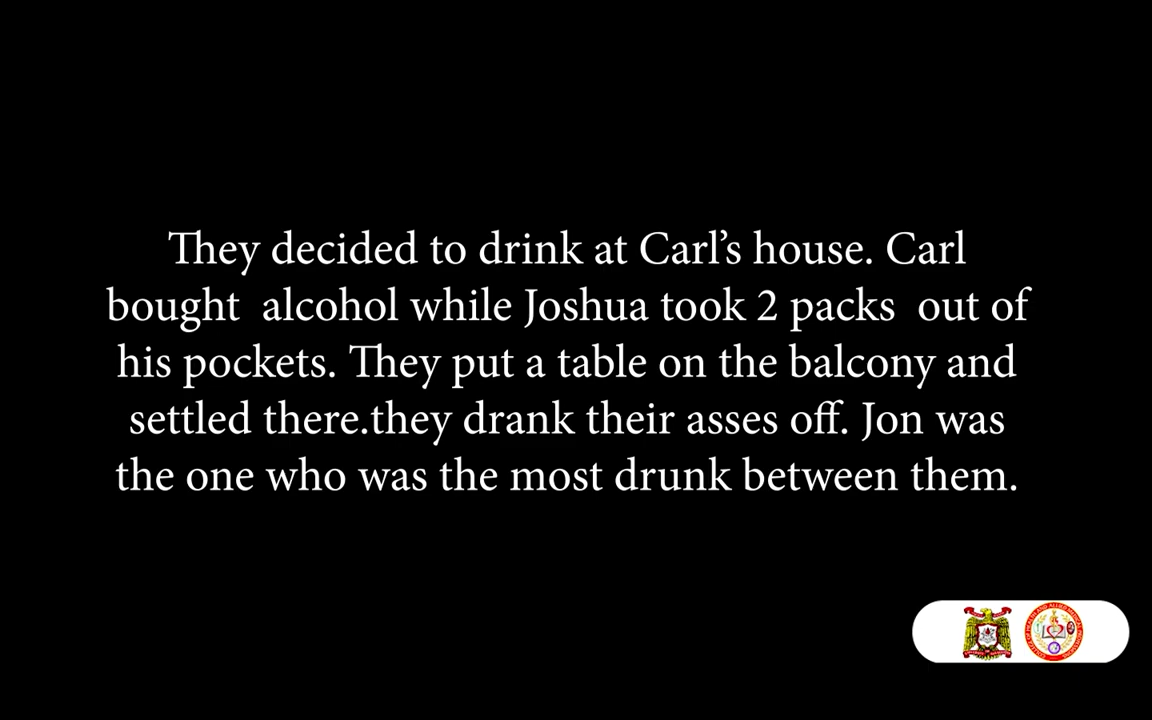 They decided to drink at Carl’s house. Carl
bought  alcohol while Joshua took 2 packs  out of
his pockets. They put a table on the balcony and
settled there.they drank their asses off. Jon was
the one who was the most drunk between them.